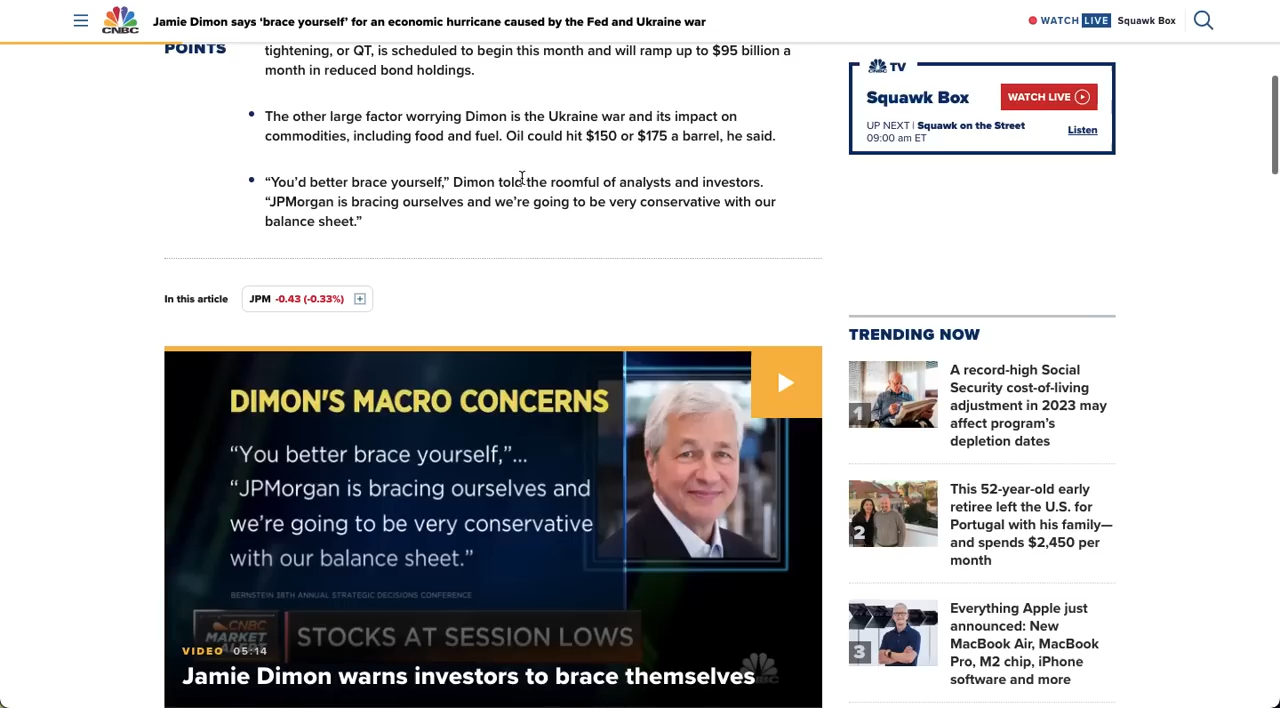 CNBC
Jamie Dimon says ‘brace yourself’ for an economic hurricane caused by the Fed and Ukraine war
WATCH LIVE Squawk Box
POINTS
tightening, or QT, is scheduled to begin this month and will ramp up to $95 billion a
month in reduced bond holdings.
• The other large factor worrying Dimon is the Ukraine war and its impact on
commodities, including food and fuel. Oil could hit $150 or $175 a barrel, he said.
• “You’d better brace yourself,” Dimon told the roomful of analysts and investors.
“JPMorgan is bracing ourselves and we’re going to be very conservative with our
balance sheet.”
In this article JPM -0.43 (-0.33%)
DIMON'S MACRO CONCERNS
“You better brace yourself,”...
“JPMorgan is bracing ourselves and
we’re going to be very conservative
with our balance sheet.”
BERNSTEIN 38TH ANNUAL STRATEGIC DECISIONS CONFERENCE
CNBC
MARKET
ALERT
STOCKS AT SESSION LOWS
VIDEO 05:14
Jamie Dimon warns investors to brace themselves
CNBC
CNBC TV
Squawk Box
WATCH LIVE
UP NEXT | Squawk on the Street
09:00 am ET
Listen
TRENDING NOW
1
A record-high Social
Security cost-of-living
adjustment in 2023 may
affect program’s
depletion dates
2
This 52-year-old early
retiree left the U.S. for
Portugal with his family—
and spends $2,450 per
month
3
Everything Apple just
announced: New
MacBook Air, MacBook
Pro, M2 chip, iPhone
software and more